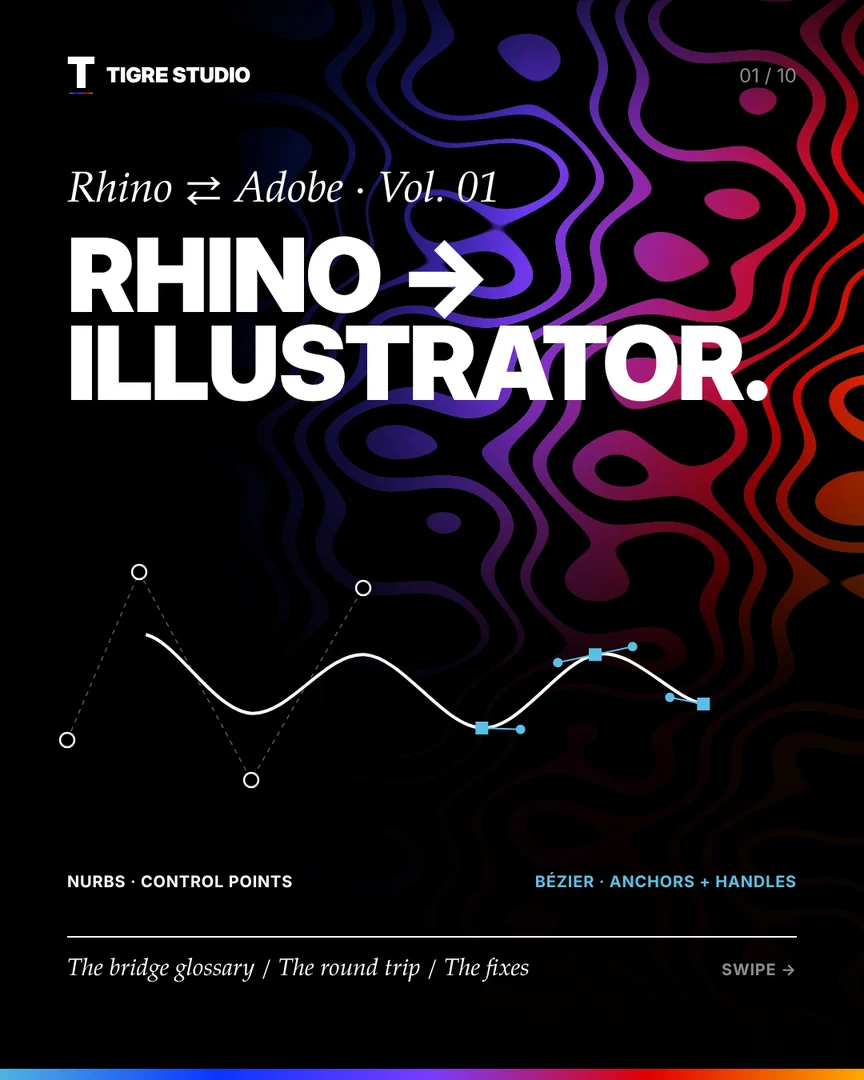 T TIGRE STUDIO
01 / 10
Rhino ⇄ Adobe · Vol. 01
RHINO →
ILLUSTRATOR.
NURBS · CONTROL POINTS
BÉZIER · ANCHORS + HANDLES
The bridge glossary / The round trip / The fixes
SWIPE →